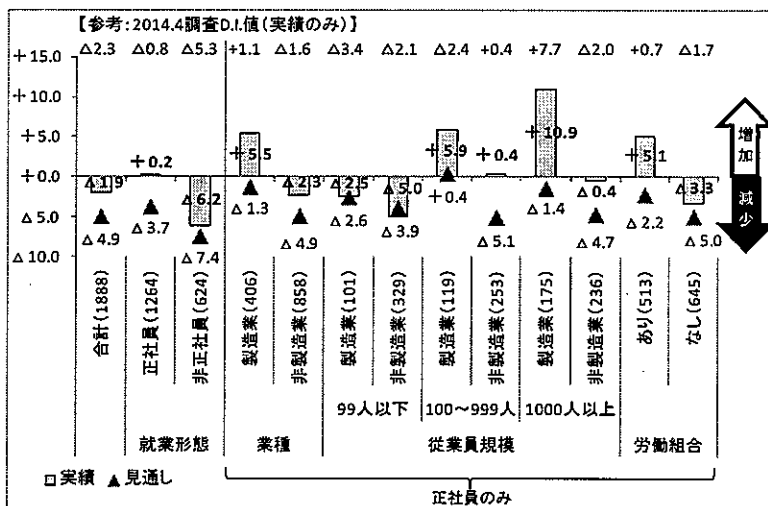 【参考:2014.4調査D.I.値(実績のみ)】
△2.3 △0.8 △5.3 +1.1 △1.6 △3.4 △2.1 △2.4 +0.4 +7.7 △2.0 +0.7 △1.7
+15.0
+10.0
+5.0
+0.0
△5.0
△10.0
△1.9
+0.2
△6.2
+5.5
△2.3
△2.5
△5.0
+5.9
+0.4
+10.9
△0.4
+5.1
△3.3
△4.9
△3.7
△7.4
△1.3
△4.9
△2.6
△3.9
+0.4
△5.1
△1.4
△4.7
△2.2
△5.0
増加
減少
合計(1888)
正社員(1264)
非正社員(624)
製造業(406)
非製造業(858)
製造業(101)
非製造業(329)
製造業(119)
非製造業(253)
製造業(175)
非製造業(236)
あり(513)
なし(645)
99人以下 100~999人 1000人以上
就業形態 業種 従業員規模 労働組合
実績 ▲見通し
正社員のみ